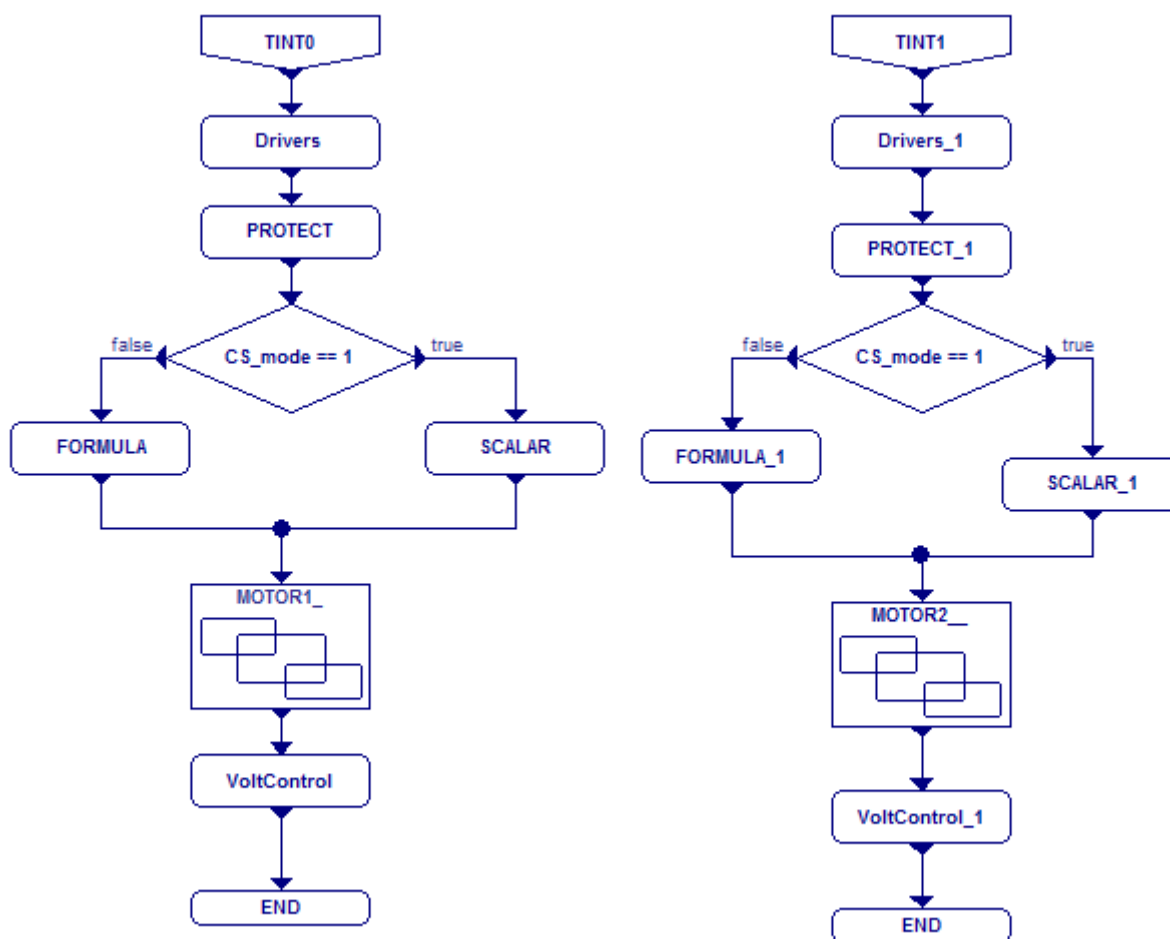 TINT0
Drivers
PROTECT
false
true
CS_mode == 1
FORMULA
SCALAR
MOTOR1_
VoltControl
END
TINT1
Drivers_1
PROTECT_1
false
true
CS_mode == 1
FORMULA_1
SCALAR_1
MOTOR2__
VoltControl_1
END